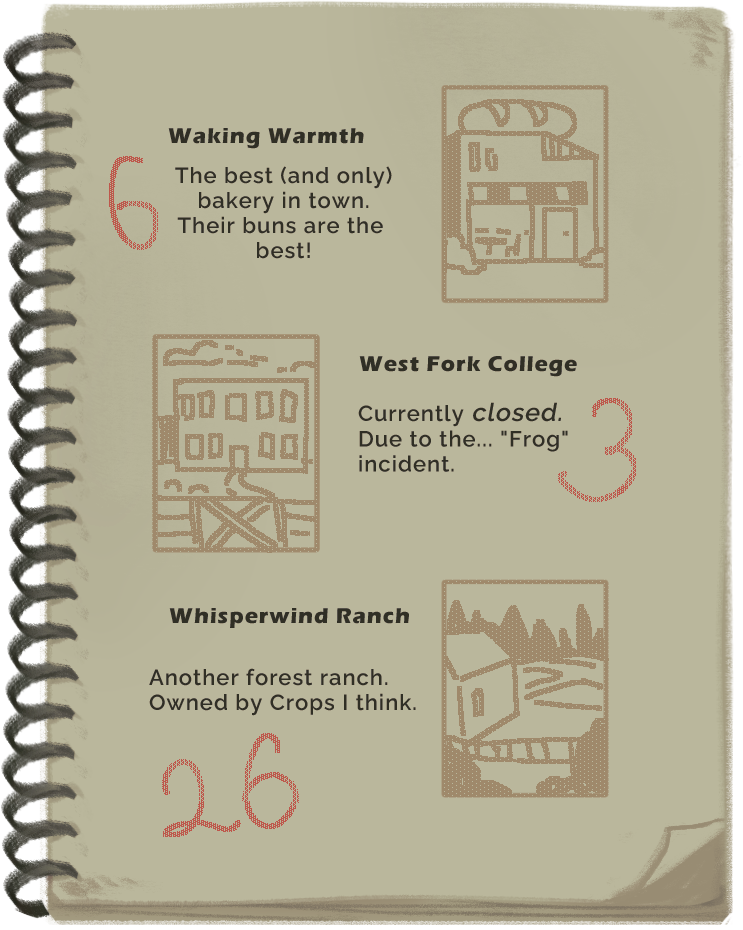 Waking Warmth
6
The best (and only)
bakery in town.
Their buns are the
best!
West Fork College
Currently closed.
Due to the... "Frog"
incident.
3
Whisperwind Ranch
Another forest ranch.
Owned by Crops I think.
26